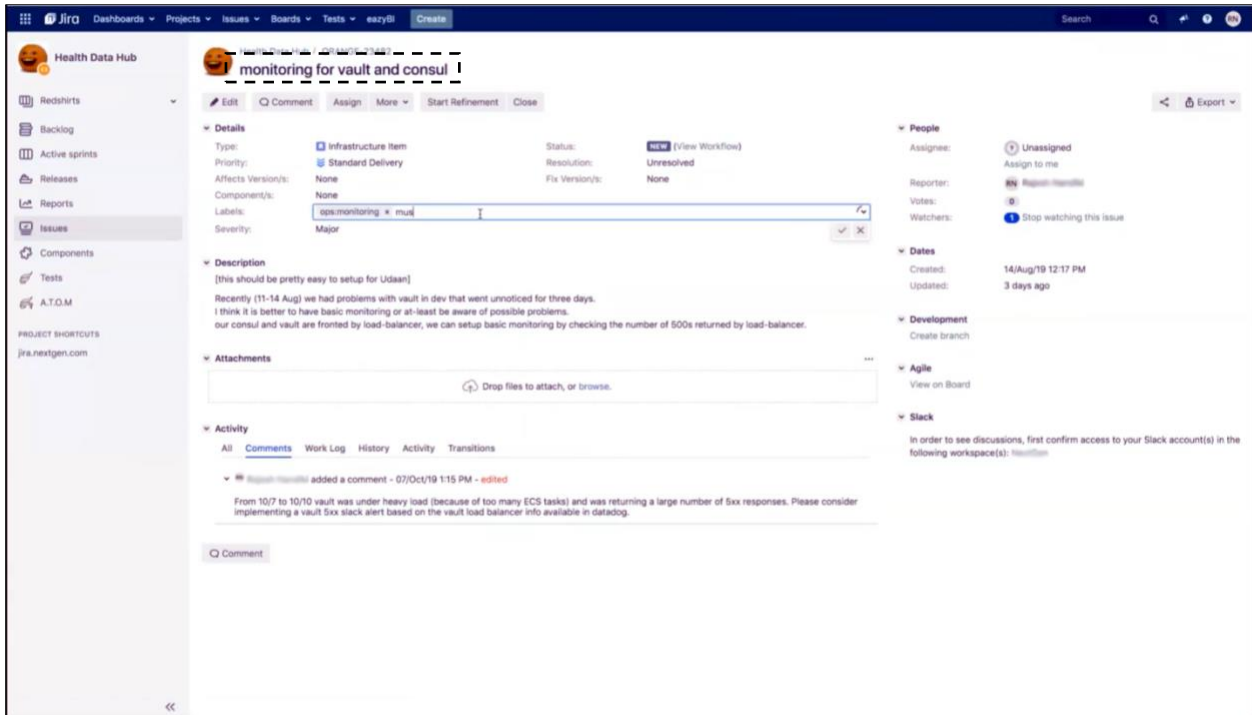 Jira Dashboards Projects Issues Boards Tests eazyBI Create Search RN
Health Data Hub
Redshirts
Backlog
Active sprints
Releases
Reports
Issues
Components
Tests
A.T.O.M
PROJECT SHORTCUTS
jira.nextgen.com
Health Data Hub / ORANGE-23482
monitoring for vault and consul
Edit Comment Assign More Start Refinement Close Export
Details
Type: Infrastructure Item Status: NEW (View Workflow)
Priority: Standard Delivery Resolution: Unresolved
Affects Version/s: None Fix Version/s: None
Component/s: None
Labels: ops:monitoring × mus
Severity: Major
Description
[this should be pretty easy to setup for Udaan]
Recently (11-14 Aug) we had problems with vault in dev that went unnoticed for three days.
I think it is better to have basic monitoring or at-least be aware of possible problems.
our consul and vault are fronted by load-balancer, we can setup basic monitoring by checking the number of 500s returned by load-balancer.
Attachments
Drop files to attach, or browse.
Activity
All Comments Work Log History Activity Transitions
added a comment - 07/Oct/19 1:15 PM - edited
From 10/7 to 10/10 vault was under heavy load (because of too many ECS tasks) and was returning a large number of 5xx responses. Please consider
implementing a vault 5xx slack alert based on the vault load balancer info available in datadog.
Comment
People
Assignee: Unassigned
Assign to me
Reporter: RN
Votes: 0
Watchers: 1 Stop watching this issue
Dates
Created: 14/Aug/19 12:17 PM
Updated: 3 days ago
Development
Create branch
Agile
View on Board
Slack
In order to see discussions, first confirm access to your Slack account(s) in the
following workspace(s):